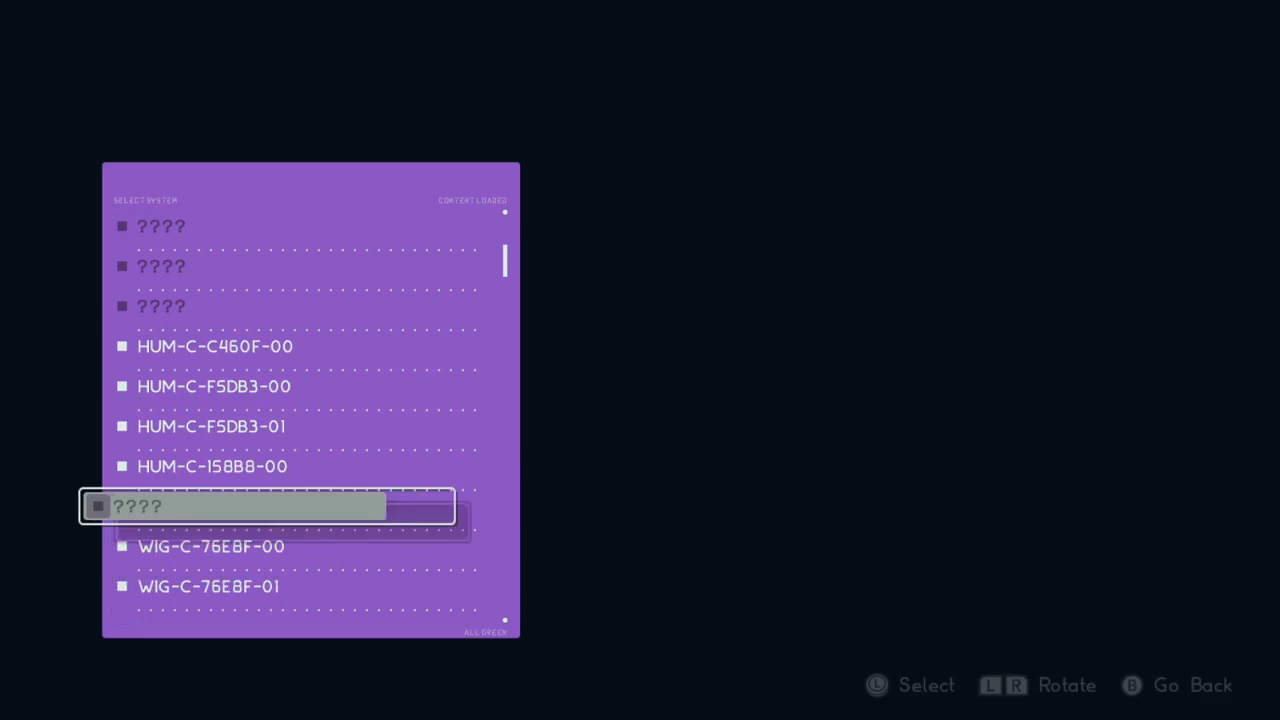 SELECT SYSTEM CONTENT LOADED
????
????
????
HUM-C-C460F-00
HUM-C-F5DB3-00
HUM-C-F5DB3-01
HUM-C-158B8-00
????
WIG-C-76E8F-00
WIG-C-76E8F-01
ALL GREEN
L Select L R Rotate B Go Back